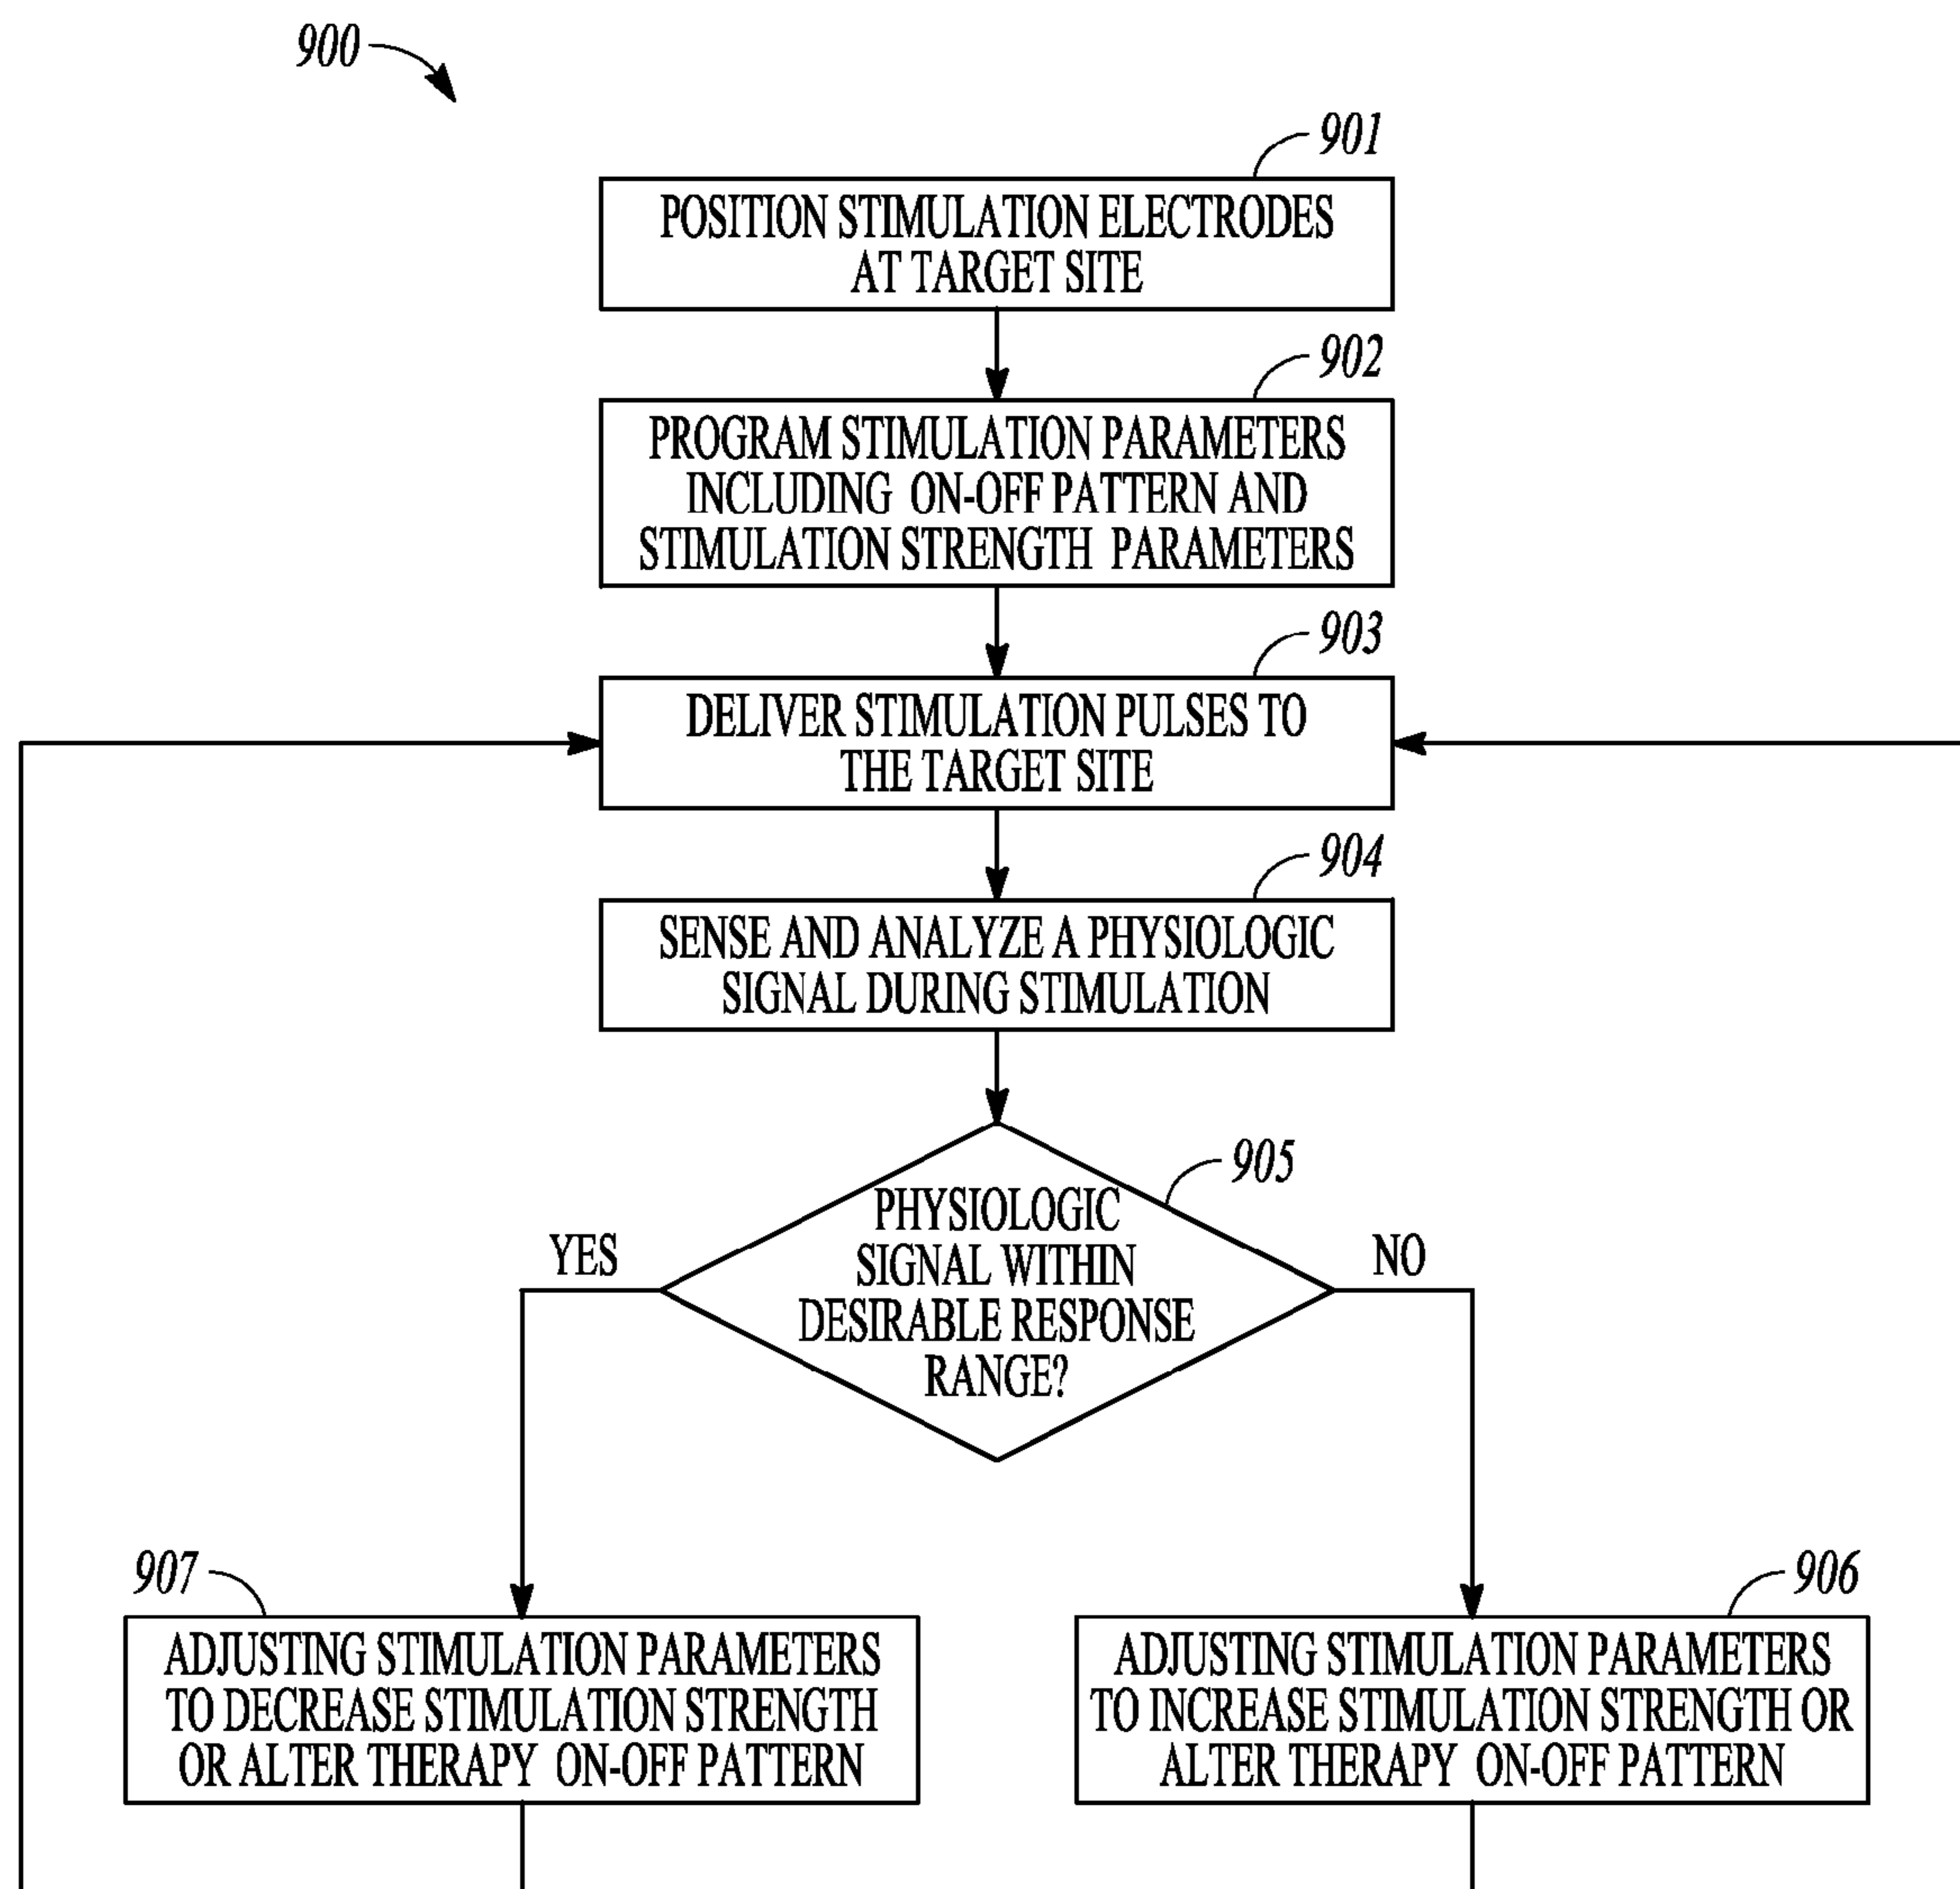 900
901
POSITION STIMULATION ELECTRODES
AT TARGET SITE
902
PROGRAM STIMULATION PARAMETERS
INCLUDING ON-OFF PATTERN AND
STIMULATION STRENGTH PARAMETERS
903
DELIVER STIMULATION PULSES TO
THE TARGET SITE
904
SENSE AND ANALYZE A PHYSIOLOGIC
SIGNAL DURING STIMULATION
905
PHYSIOLOGIC
SIGNAL WITHIN
DESIRABLE RESPONSE
RANGE?
YES
NO
907
ADJUSTING STIMULATION PARAMETERS
TO DECREASE STIMULATION STRENGTH
OR ALTER THERAPY ON-OFF PATTERN
906
ADJUSTING STIMULATION PARAMETERS
TO INCREASE STIMULATION STRENGTH OR
ALTER THERAPY ON-OFF PATTERN